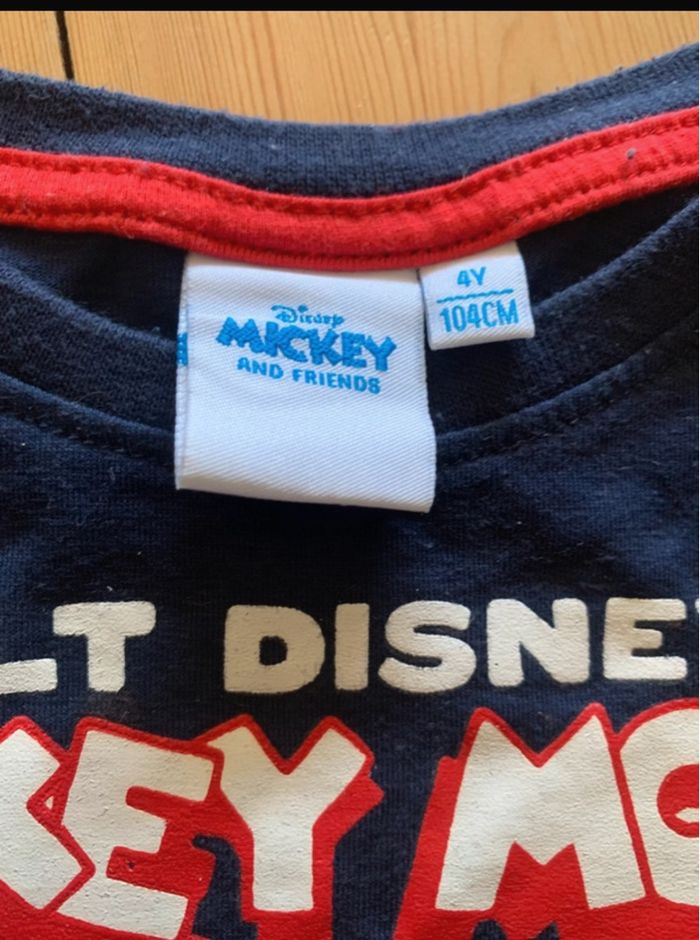 Disney
MICKEY
AND FRIENDS
4Y
104CM
LT DISNE
KEY MO